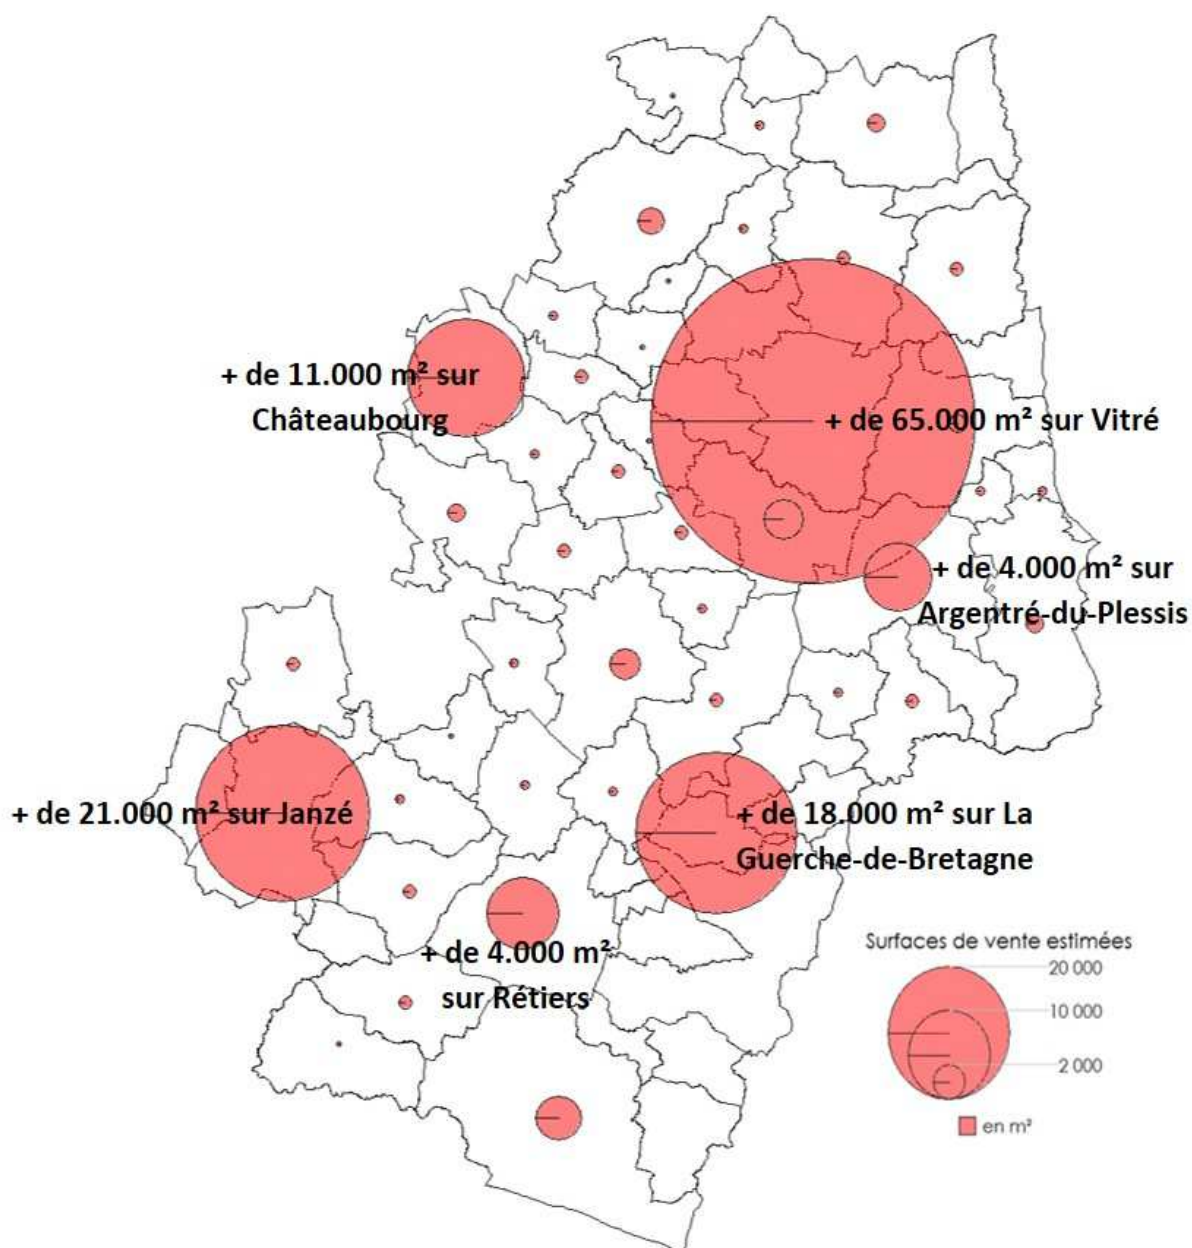 + de 11.000 m² sur
Châteaubourg
+ de 65.000 m² sur Vitré
+ de 4.000 m² sur
Argentré-du-Plessis
+ de 21.000 m² sur Janzé
+ de 18.000 m² sur La
Guerche-de-Bretagne
+ de 4.000 m²
sur Rétiers
Surfaces de vente estimées
20 000
10 000
2 000
en m²